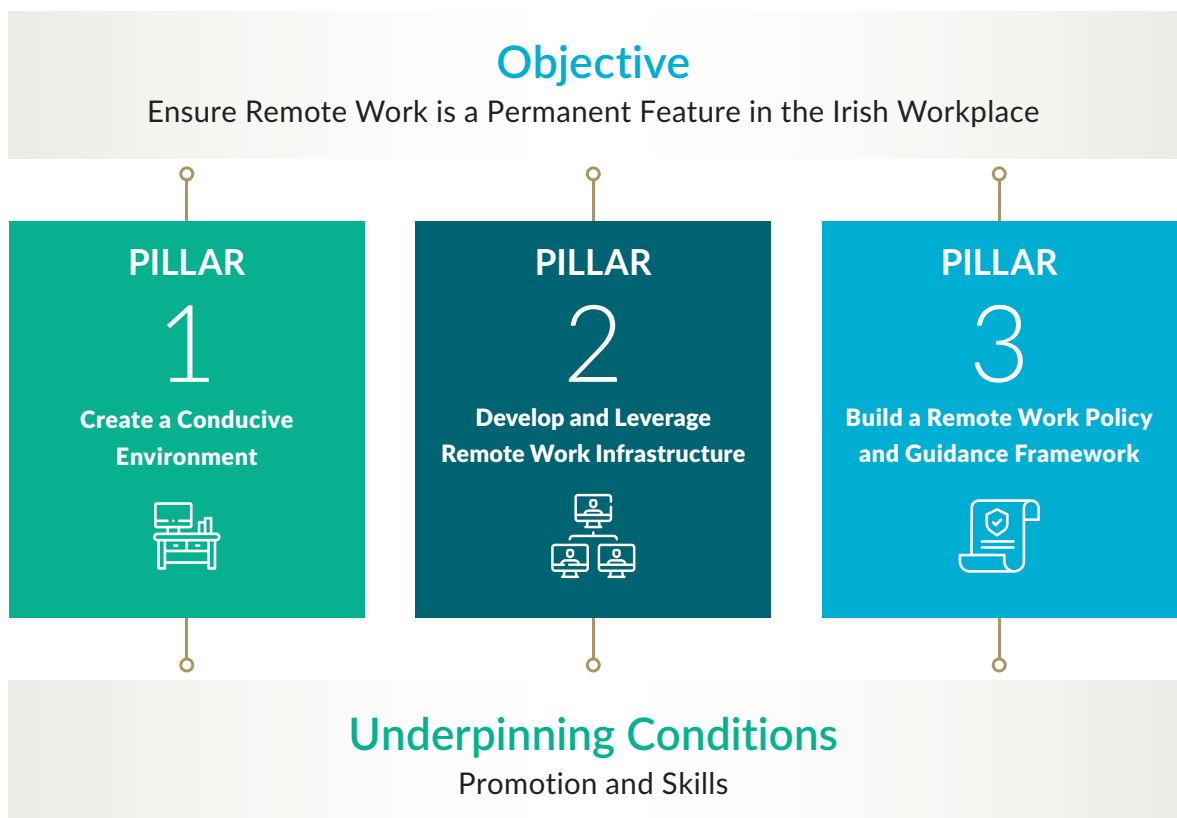 Objective
Ensure Remote Work is a Permanent Feature in the Irish Workplace
PILLAR
1
Create a Conducive
Environment
PILLAR
2
Develop and Leverage
Remote Work Infrastructure
PILLAR
3
Build a Remote Work Policy
and Guidance Framework
Underpinning Conditions
Promotion and Skills